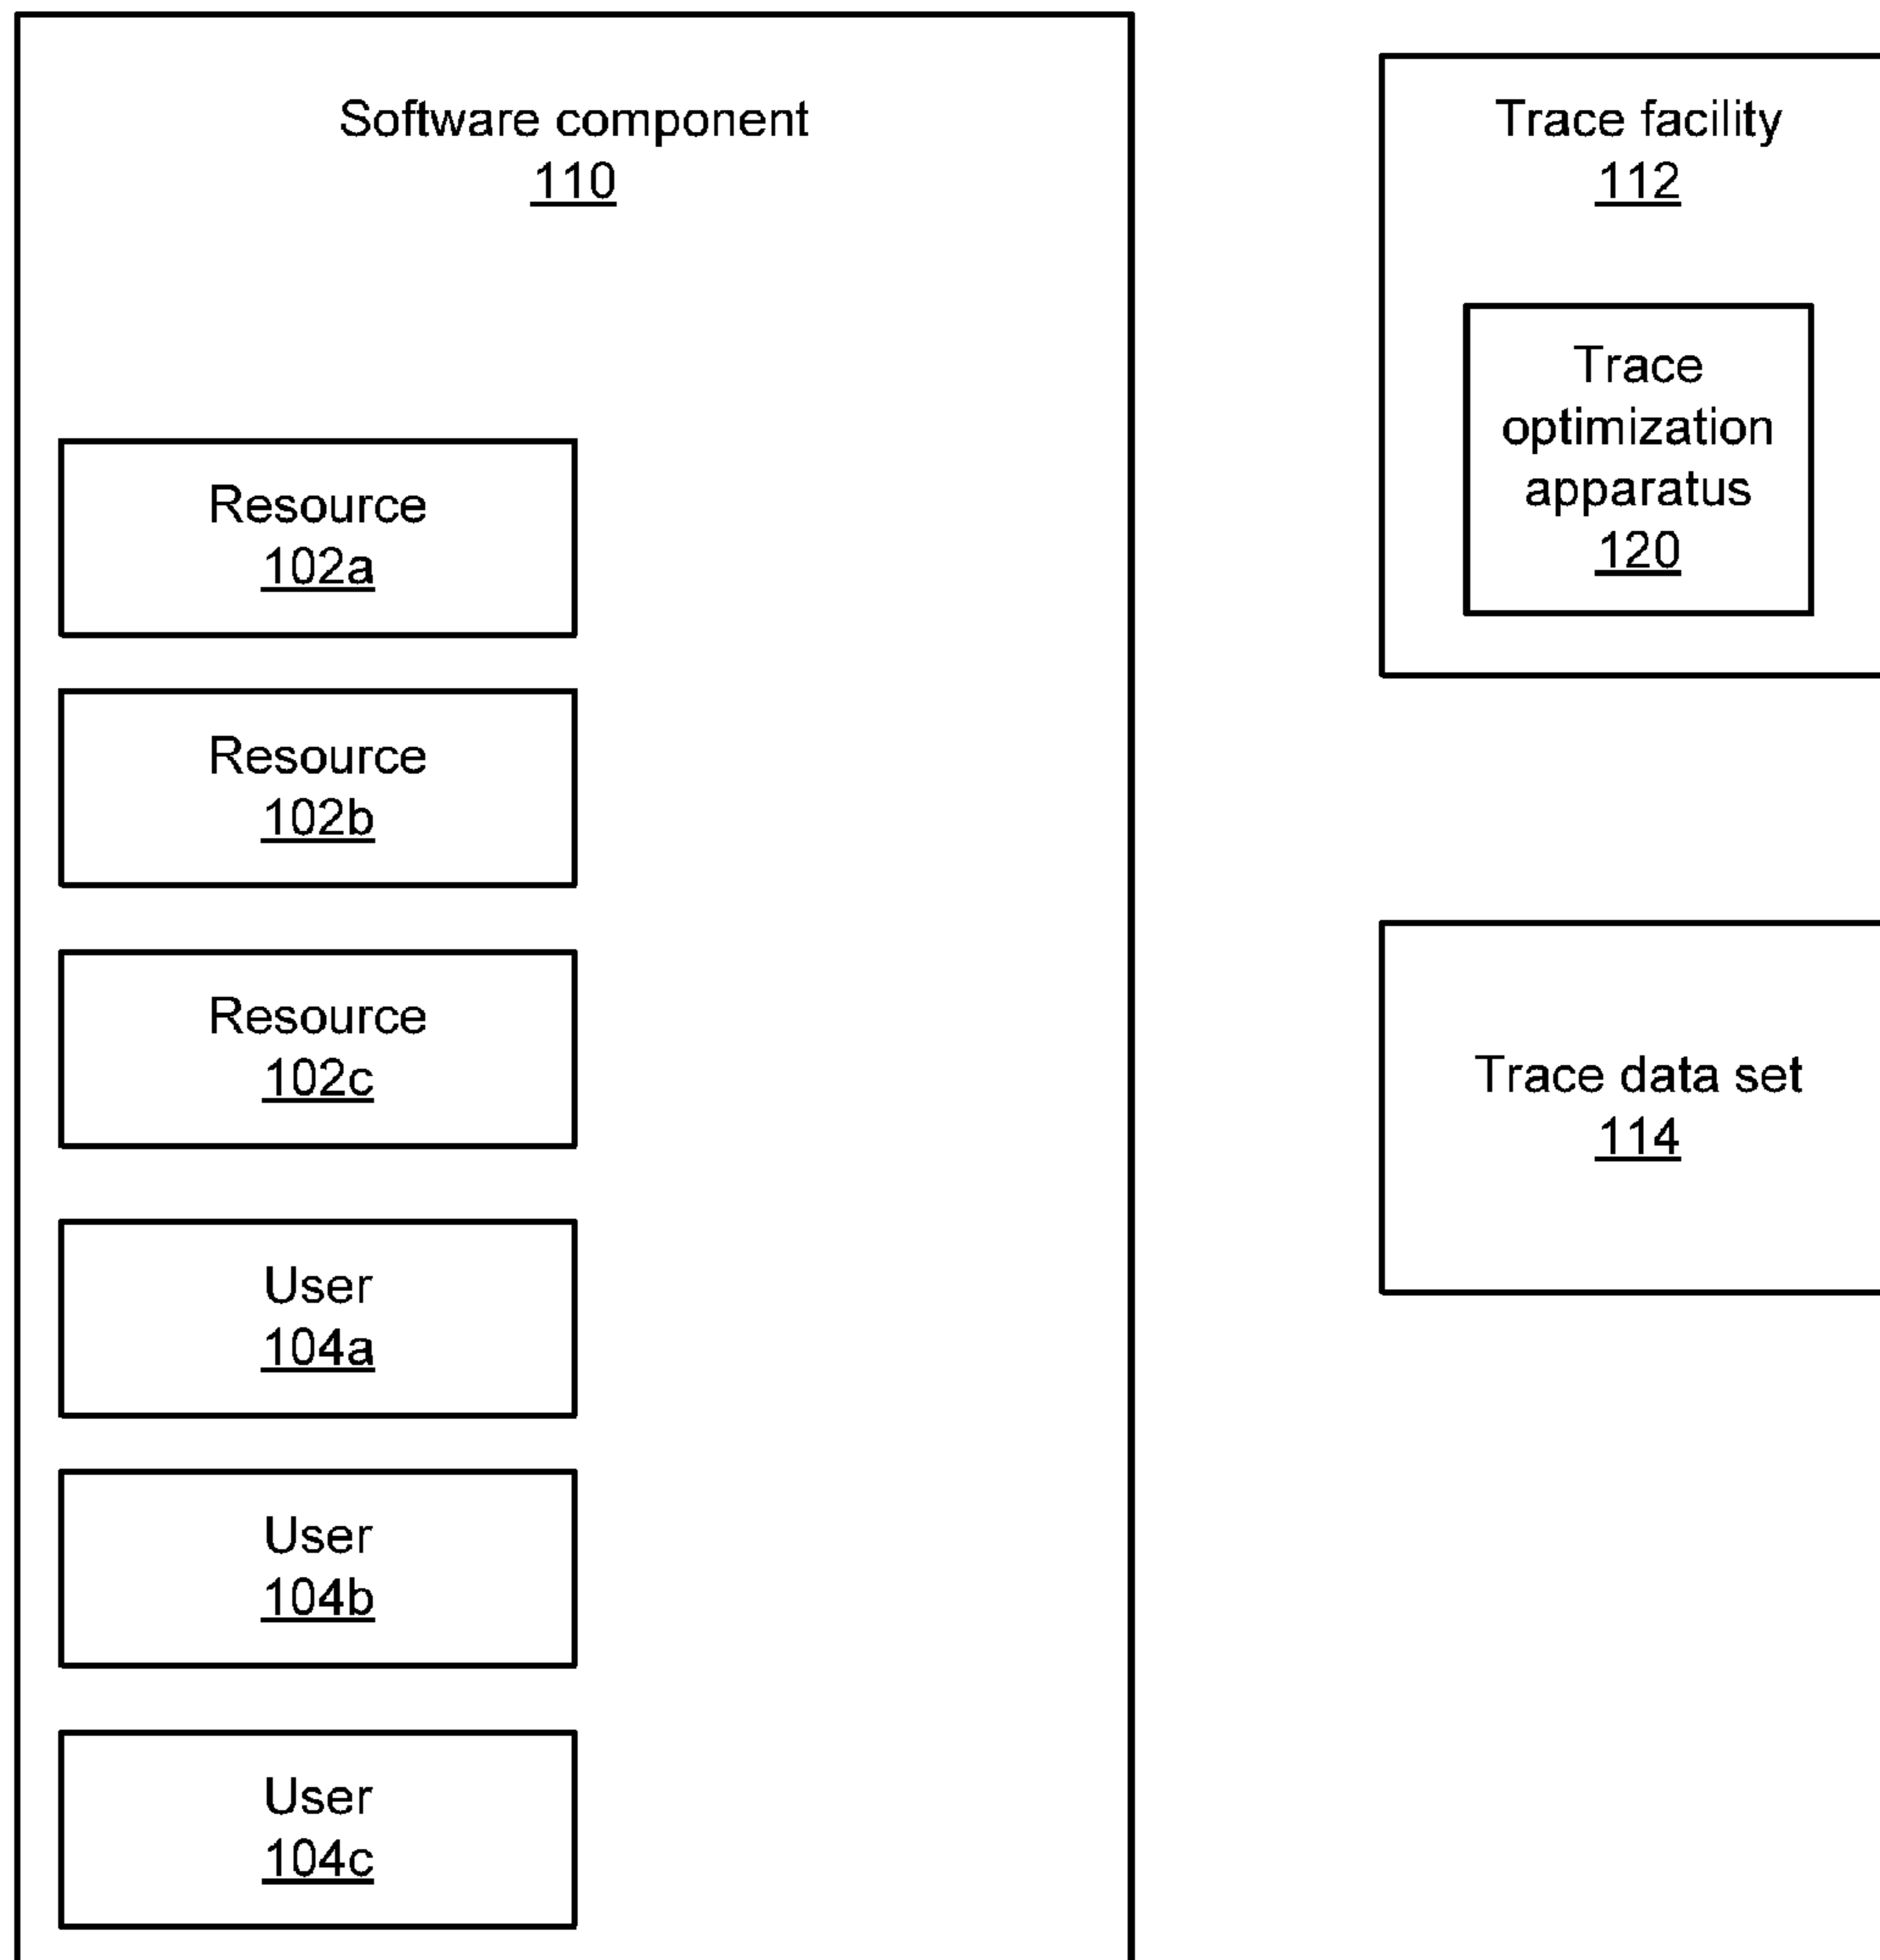 Software component
110
Resource
102a
Resource
102b
Resource
102c
User
104a
User
104b
User
104c
Trace facility
112
Trace
optimization
apparatus
120
Trace data set
114